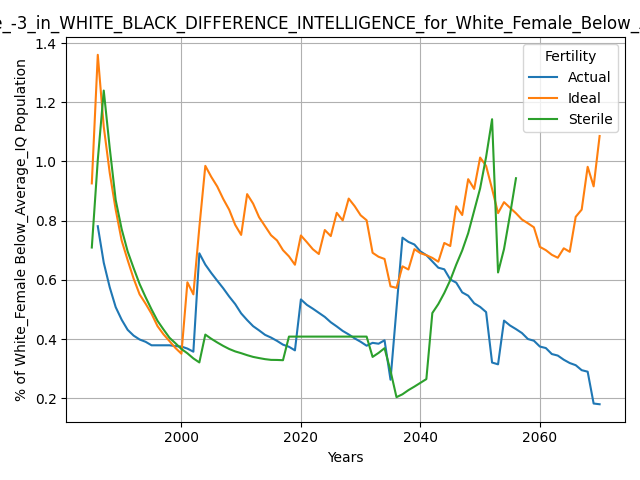 _-3_in_WHITE_BLACK_DIFFERENCE_INTELLIGENCE_for_White_Female_Below_
Fertility
Actual
Ideal
Sterile
% of White_Female Below_Average_IQ Population
1.4
1.2
1.0
0.8
0.6
0.4
0.2
2000
2020
2040
2060
Years